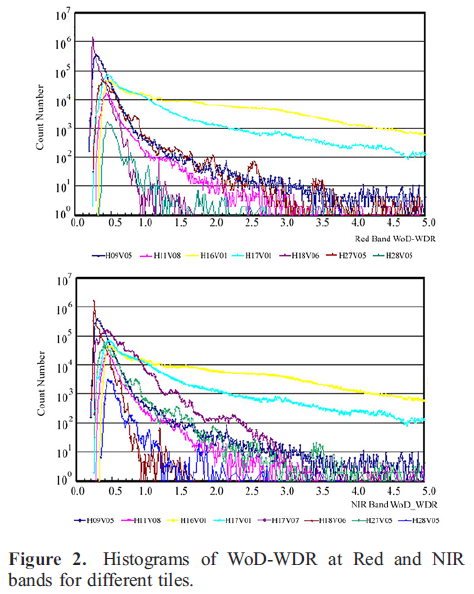 10^7
10^6
10^5
10^4
10^3
10^2
10^1
10^0
Count Number
0.0 0.5 1.0 1.5 2.0 2.5 3.0 3.5 4.0 4.5 5.0
Red Band WoD-WDR
H09V05 H11V08 H16V01 H17V01 H18V06 H27V05 H28V05
10^7
10^6
10^5
10^4
10^3
10^2
10^1
10^0
Count Number
0.0 0.5 1.0 1.5 2.0 2.5 3.0 3.5 4.0 4.5 5.0
NIR Band WoD_WDR
H09V05 H11V08 H16V01 H17V01 H17V07 H18V06 H27V05 H28V05
Figure 2. Histograms of WoD-WDR at Red and NIR
bands for different tiles.